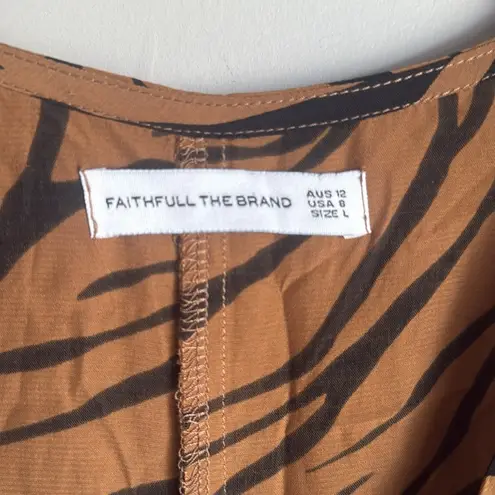 FAITHFULL THE BRAND
AUS 12
USA 8
SIZE L